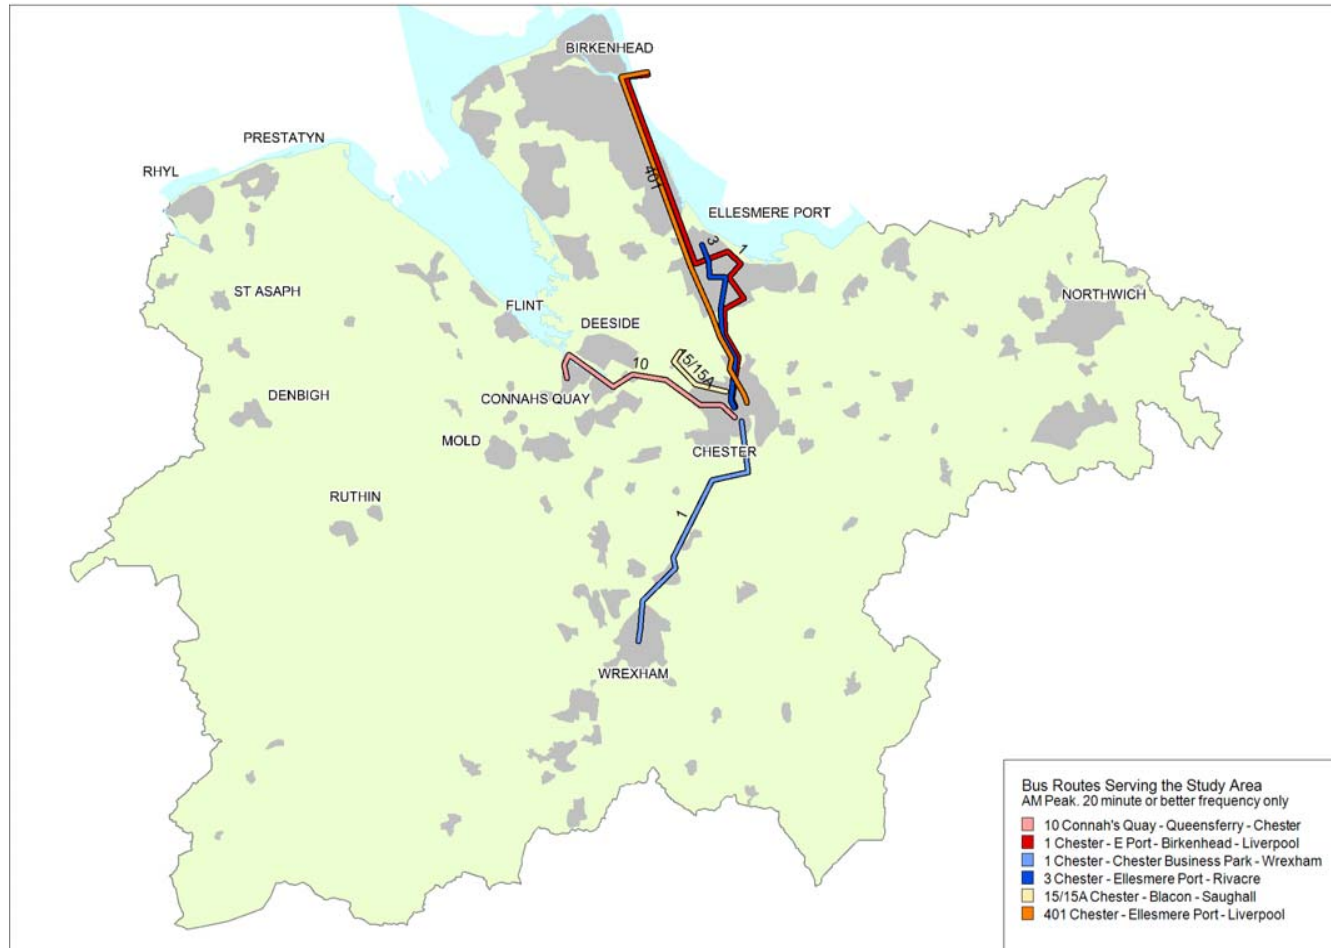 BIRKENHEAD
PRESTATYN
RHYL
401
ELLESMERE PORT
3
1
ST ASAPH
NORTHWICH
FLINT
DEESIDE
15/15A
10
DENBIGH
CONNAHS QUAY
MOLD
CHESTER
RUTHIN
1
WREXHAM
Bus Routes Serving the Study Area
AM Peak. 20 minute or better frequency only
10 Connah's Quay - Queensferry - Chester
1 Chester - E Port - Birkenhead - Liverpool
1 Chester - Chester Business Park - Wrexham
3 Chester - Ellesmere Port - Rivacre
15/15A Chester - Blacon - Saughall
401 Chester - Ellesmere Port - Liverpool